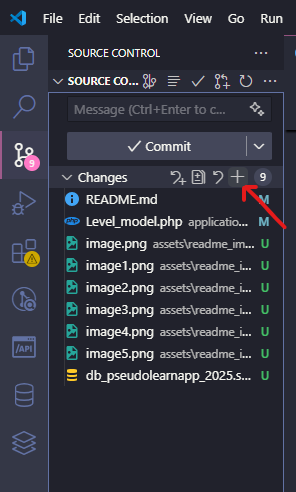 File Edit Selection View Go Run
SOURCE CONTROL ...
SOURCE CO...
Message (Ctrl+Enter to c...
Commit
Changes 9
README.md M
Level_model.php applicatio... M
image.png assets\readme_im... U
image1.png assets\readme_i... U
image2.png assets\readme_i... U
image3.png assets\readme_i... U
image4.png assets\readme_i... U
image5.png assets\readme_i... U
db_pseudolearnapp_2025.s... U
9
php
/API